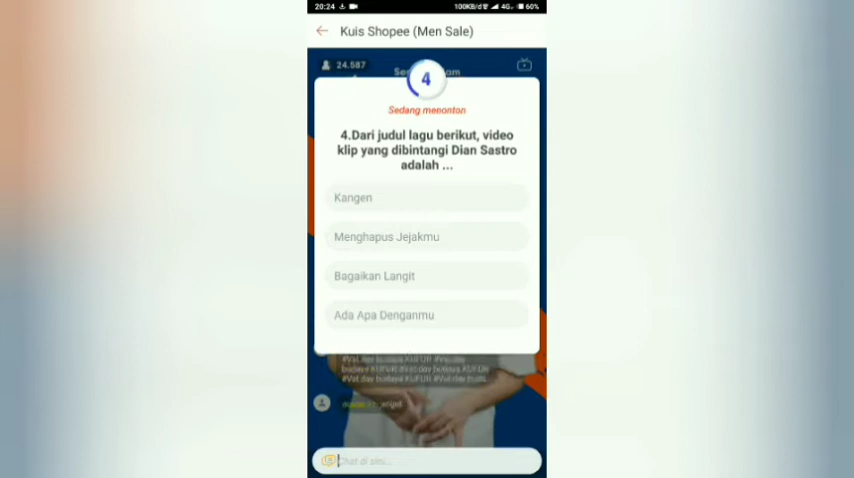 20:24
100KB/d 4G 60%
Kuis Shopee (Men Sale)
24.587
4
Sedang menonton
4.Dari judul lagu berikut, video
klip yang dibintangi Dian Sastro
adalah ...
Kangen
Menghapus Jejakmu
Bagaikan Langit
Ada Apa Denganmu
Chat di sini...